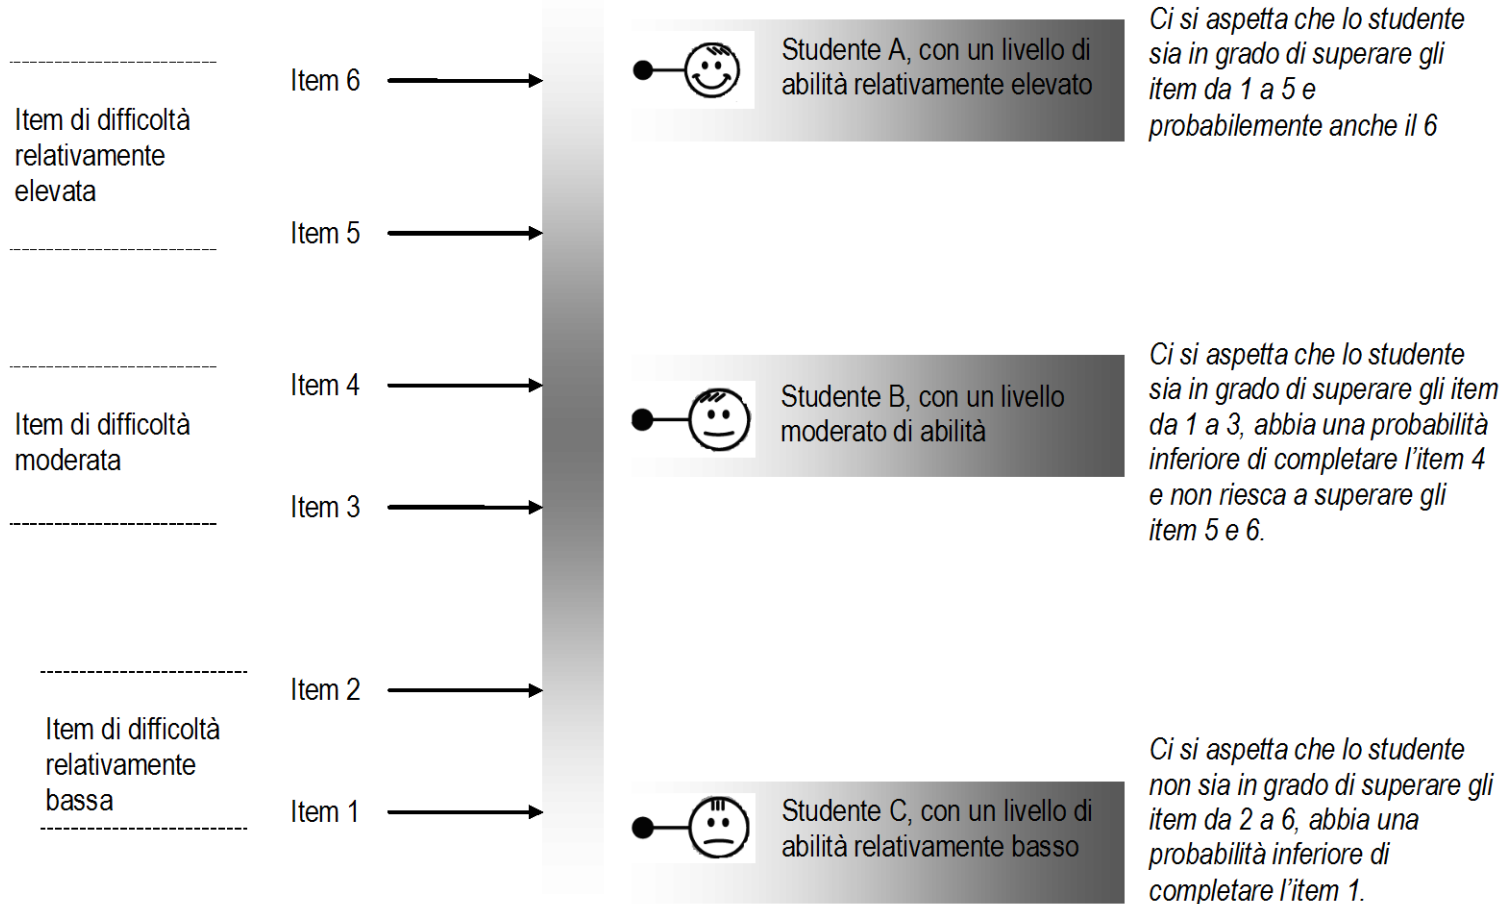 Item di difficoltà
relativamente
elevata
Item di difficoltà
moderata
Item di difficoltà
relativamente
bassa
Item 6
Item 5
Item 4
Item 3
Item 2
Item 1
Studente A, con un livello di
abilità relativamente elevato
Ci si aspetta che lo studente
sia in grado di superare gli
item da 1 a 5 e
probabilemente anche il 6
Studente B, con un livello
moderato di abilità
Ci si aspetta che lo studente
sia in grado di superare gli item
da 1 a 3, abbia una probabilità
inferiore di completare l'item 4
e non riesca a superare gli
item 5 e 6.
Studente C, con un livello di
abilità relativamente basso
Ci si aspetta che lo studente
non sia in grado di superare gli
item da 2 a 6, abbia una
probabilità inferiore di
completare l'item 1.